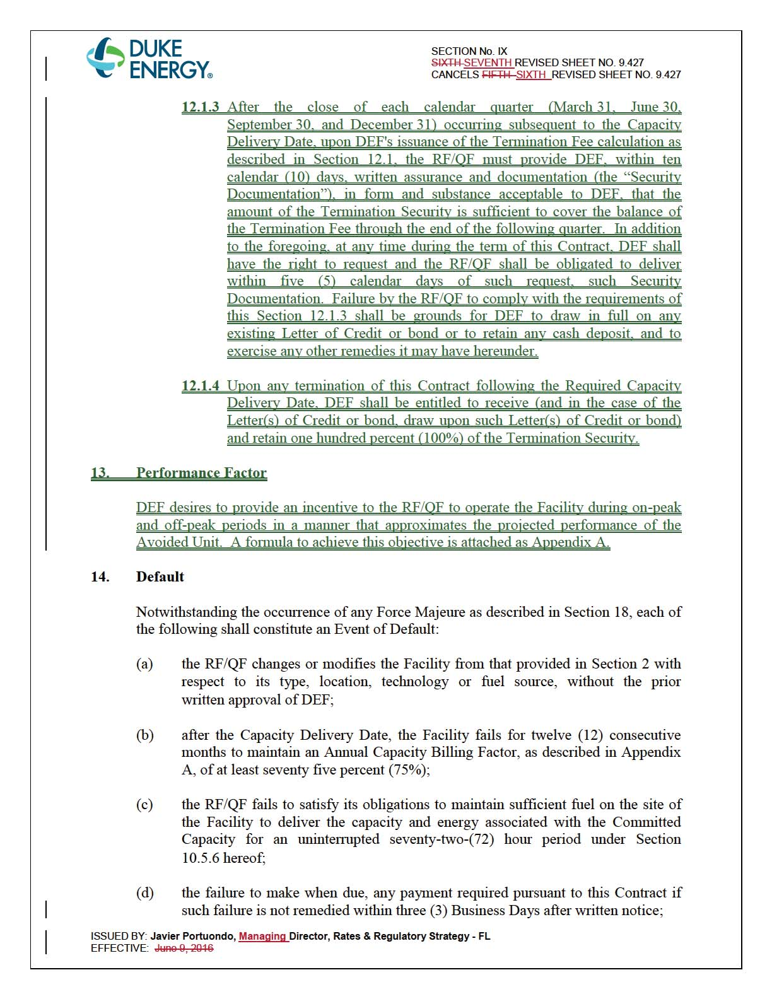 DUKE
ENERGY®
SECTION No. IX
SIXTH SEVENTH REVISED SHEET NO. 9.427
CANCELS FIFTH SIXTH REVISED SHEET NO. 9.427
12.1.3 After the close of each calendar quarter (March 31, June 30,
September 30, and December 31) occurring subsequent to the Capacity
Delivery Date, upon DEF's issuance of the Termination Fee calculation as
described in Section 12.1, the RF/QF must provide DEF, within ten
calendar (10) days, written assurance and documentation (the “Security
Documentation”), in form and substance acceptable to DEF, that the
amount of the Termination Security is sufficient to cover the balance of
the Termination Fee through the end of the following quarter. In addition
to the foregoing, at any time during the term of this Contract, DEF shall
have the right to request and the RF/QF shall be obligated to deliver
within five (5) calendar days of such request, such Security
Documentation. Failure by the RF/QF to comply with the requirements of
this Section 12.1.3 shall be grounds for DEF to draw in full on any
existing Letter of Credit or bond or to retain any cash deposit, and to
exercise any other remedies it may have hereunder.
12.1.4 Upon any termination of this Contract following the Required Capacity
Delivery Date, DEF shall be entitled to receive (and in the case of the
Letter(s) of Credit or bond, draw upon such Letter(s) of Credit or bond)
and retain one hundred percent (100%) of the Termination Security.
13. Performance Factor
DEF desires to provide an incentive to the RF/QF to operate the Facility during on-peak
and off-peak periods in a manner that approximates the projected performance of the
Avoided Unit. A formula to achieve this objective is attached as Appendix A.
14. Default
Notwithstanding the occurrence of any Force Majeure as described in Section 18, each of
the following shall constitute an Event of Default:
(a) the RF/QF changes or modifies the Facility from that provided in Section 2 with
respect to its type, location, technology or fuel source, without the prior
written approval of DEF;
(b) after the Capacity Delivery Date, the Facility fails for twelve (12) consecutive
months to maintain an Annual Capacity Billing Factor, as described in Appendix
A, of at least seventy five percent (75%);
(c) the RF/QF fails to satisfy its obligations to maintain sufficient fuel on the site of
the Facility to deliver the capacity and energy associated with the Committed
Capacity for an uninterrupted seventy-two-(72) hour period under Section
10.5.6 hereof;
(d) the failure to make when due, any payment required pursuant to this Contract if
such failure is not remedied within three (3) Business Days after written notice;
ISSUED BY: Javier Portuondo, Managing Director, Rates & Regulatory Strategy - FL
EFFECTIVE: June 9, 2016